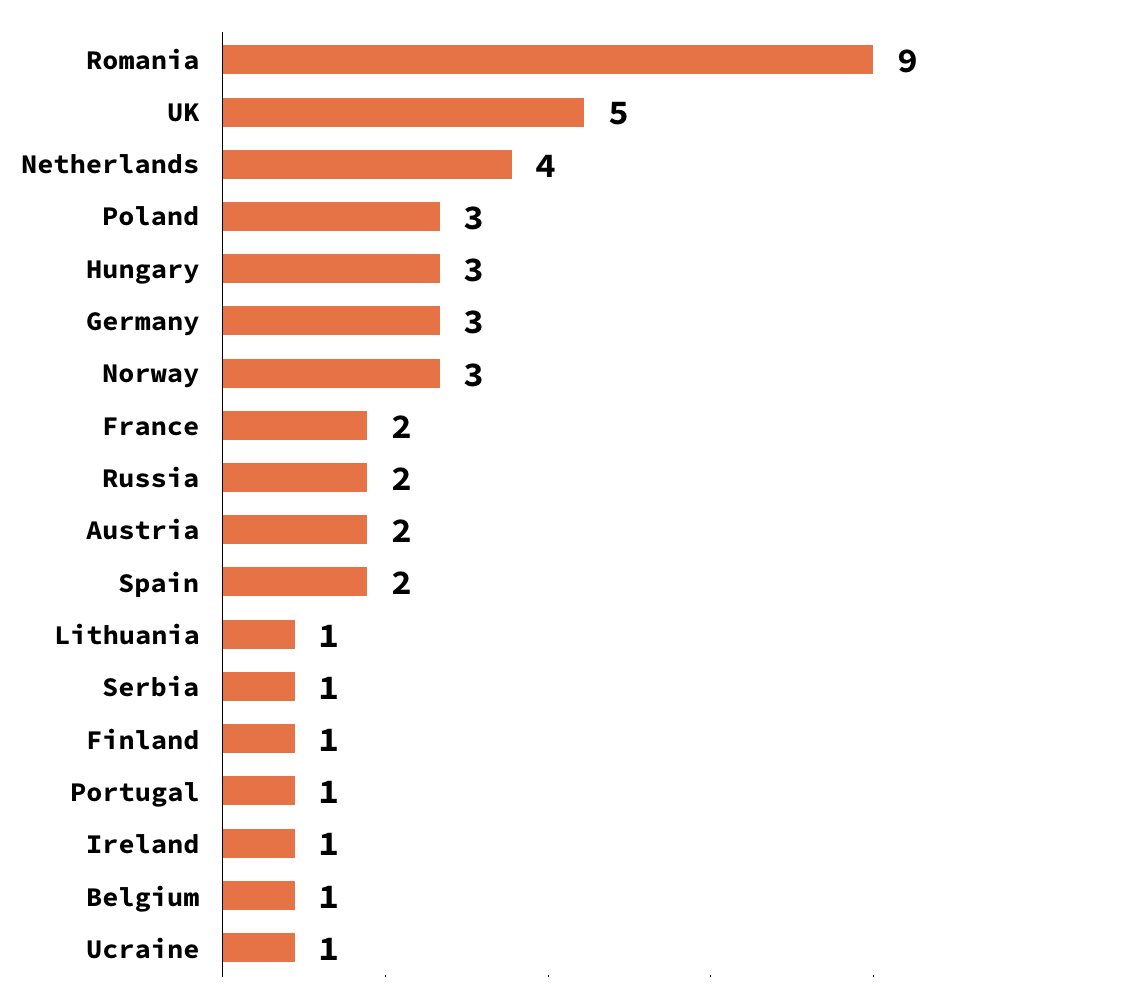 Romania 9
UK 5
Netherlands 4
Poland 3
Hungary 3
Germany 3
Norway 3
France 2
Russia 2
Austria 2
Spain 2
Lithuania 1
Serbia 1
Finland 1
Portugal 1
Ireland 1
Belgium 1
Ucraine 1